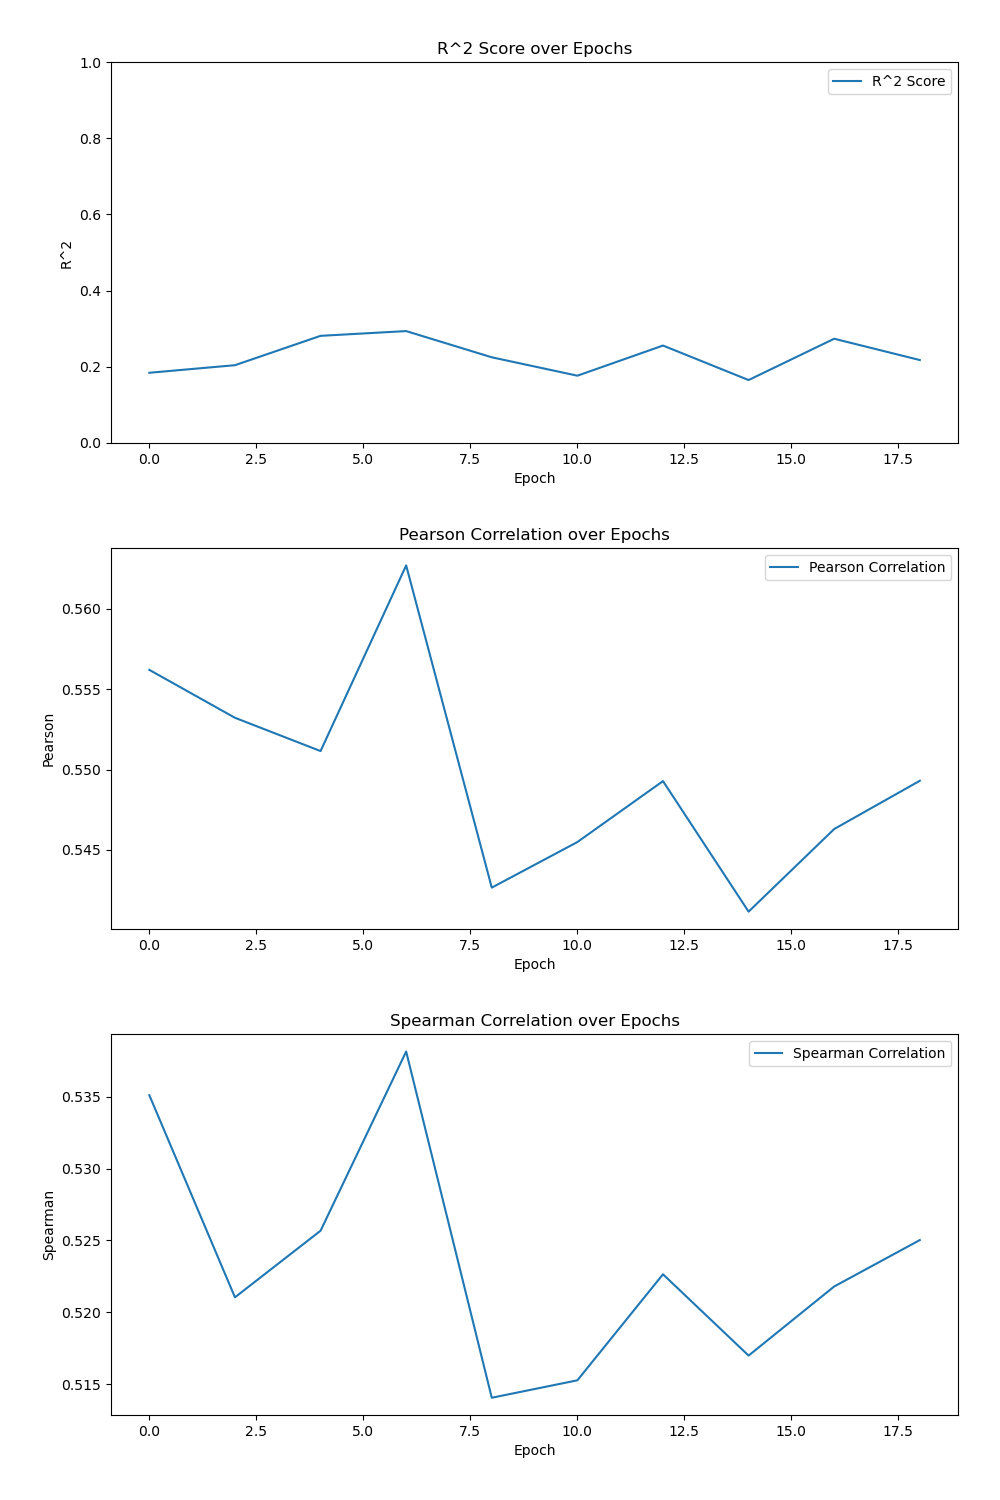 R^2 Score over Epochs
R^2 Score
1.0
0.8
0.6
0.4
0.2
0.0
R^2
0.0 2.5 5.0 7.5 10.0 12.5 15.0 17.5
Epoch
Pearson Correlation over Epochs
Pearson Correlation
0.560
0.555
0.550
0.545
Pearson
0.0 2.5 5.0 7.5 10.0 12.5 15.0 17.5
Epoch
Spearman Correlation over Epochs
Spearman Correlation
0.535
0.530
0.525
0.520
0.515
Spearman
0.0 2.5 5.0 7.5 10.0 12.5 15.0 17.5
Epoch